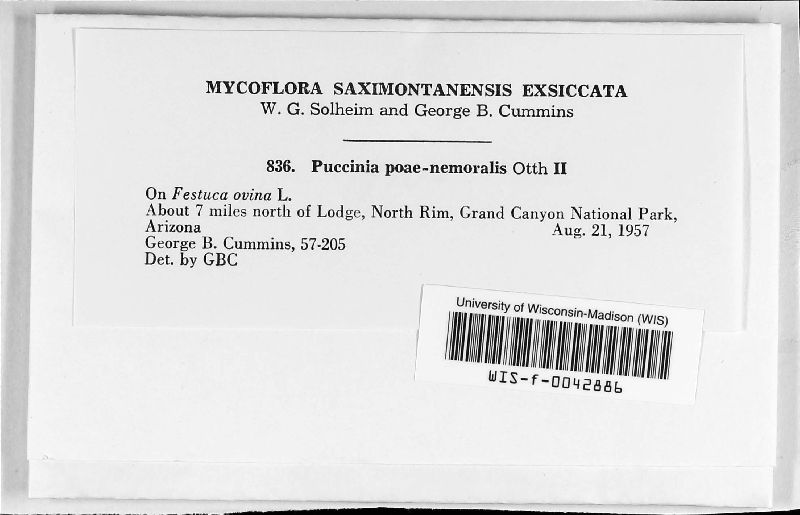 MYCOFLORA SAXIMONTANENSIS EXSICCATA
W. G. Solheim and George B. Cummins
836. Puccinia poae-nemoralis Otth II
On Festuca ovina L.
About 7 miles north of Lodge, North Rim, Grand Canyon National Park,
Arizona Aug. 21, 1957
George B. Cummins, 57-205
Det. by GBC
University of Wisconsin-Madison (WIS)
WIS-f-0042886